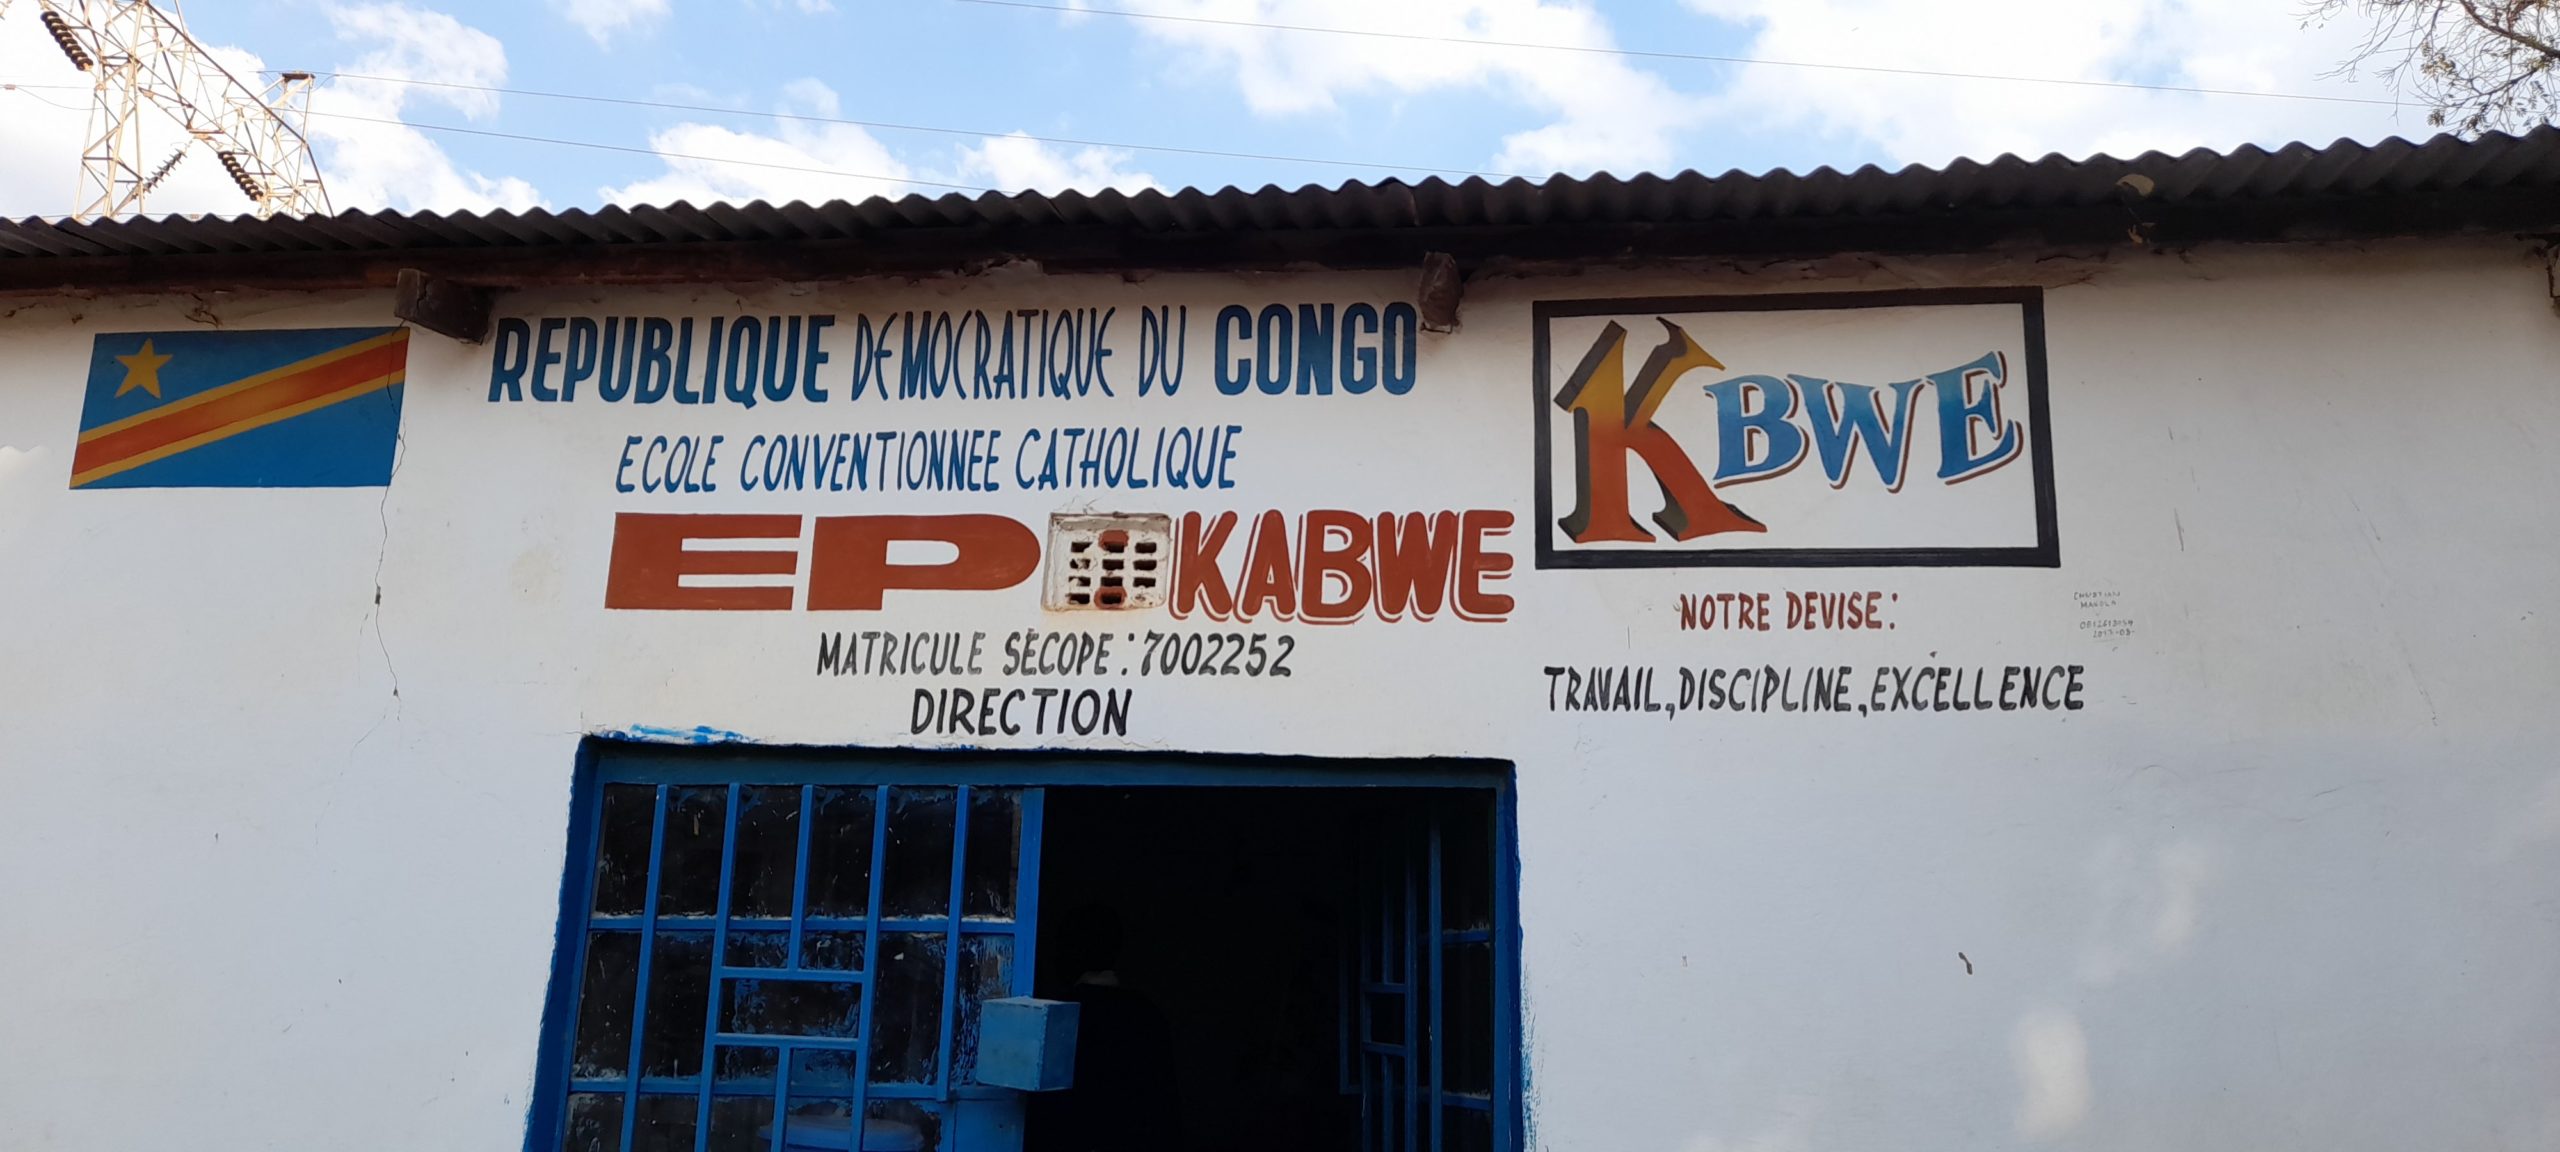 REPUBLIQUE DEMOCRATIQUE DU CONGO
ECOLE CONVENTIONNEE CATHOLIQUE
EP KABWE
MATRICULE SECOPE : 7002252
DIRECTION
KBWE
NOTRE DEVISE :
TRAVAIL, DISCIPLINE, EXCELLENCE